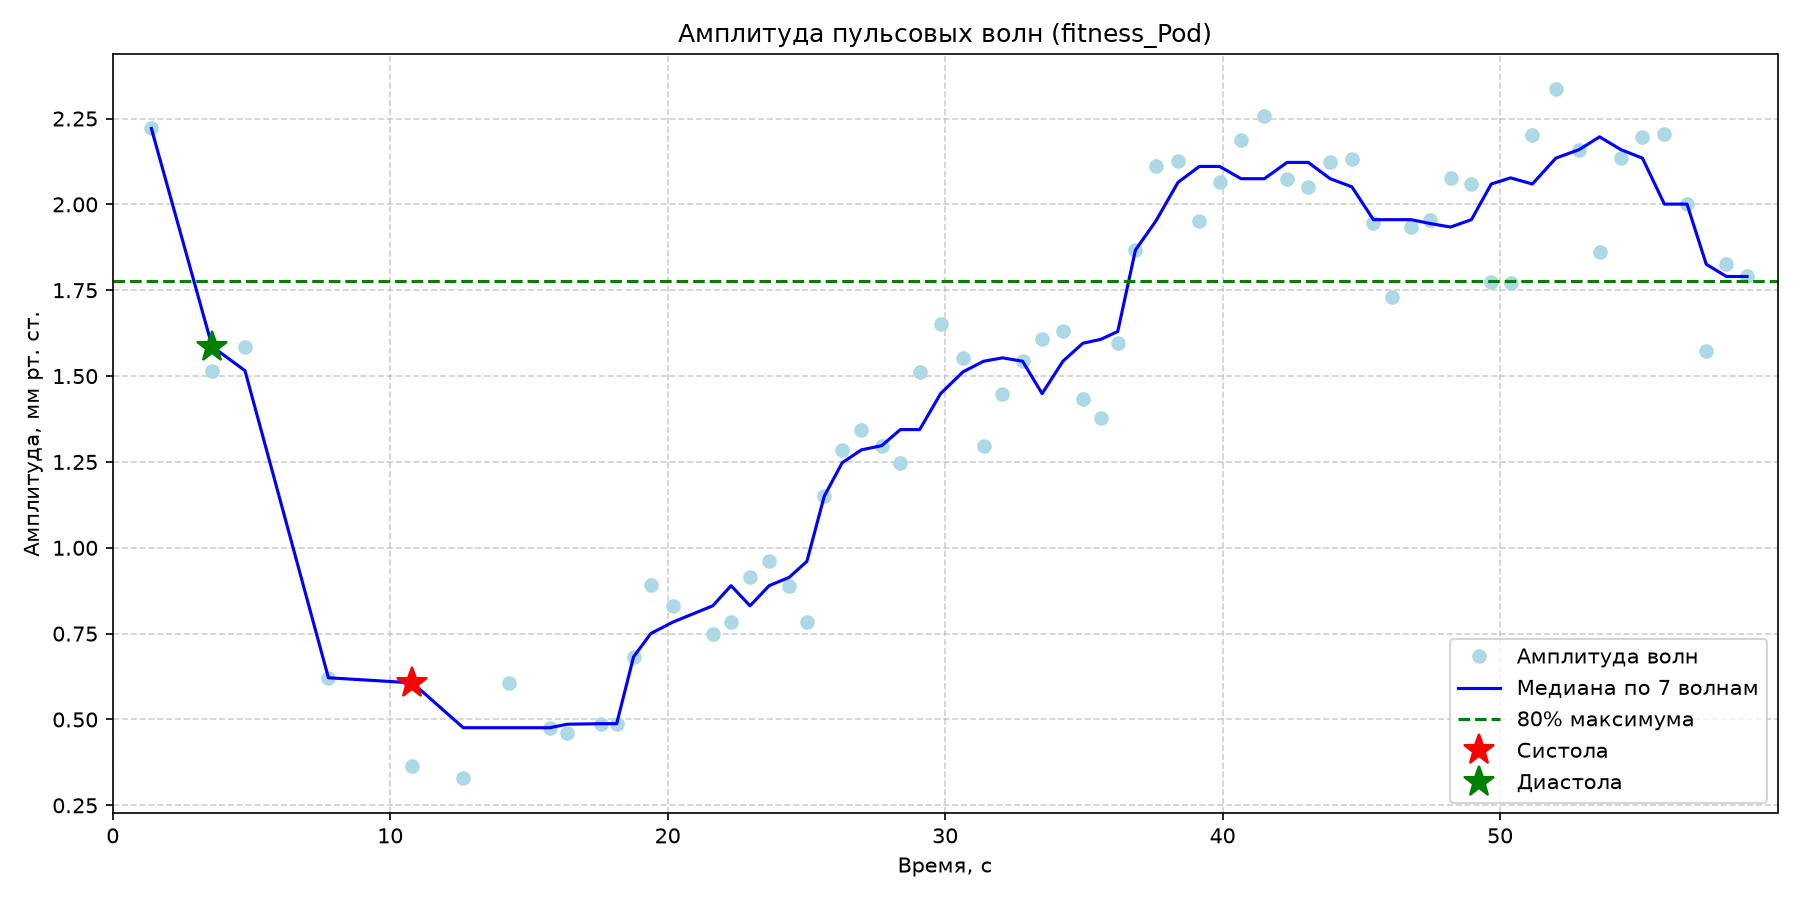 Амплитуда пульсовых волн (fitness_Pod)
Амплитуда, мм рт. ст.
2.25
2.00
1.75
1.50
1.25
1.00
0.75
0.50
0.25
0 10 20 30 40 50
Время, с
Амплитуда волн
Медиана по 7 волнам
80% максимума
Систола
Диастола